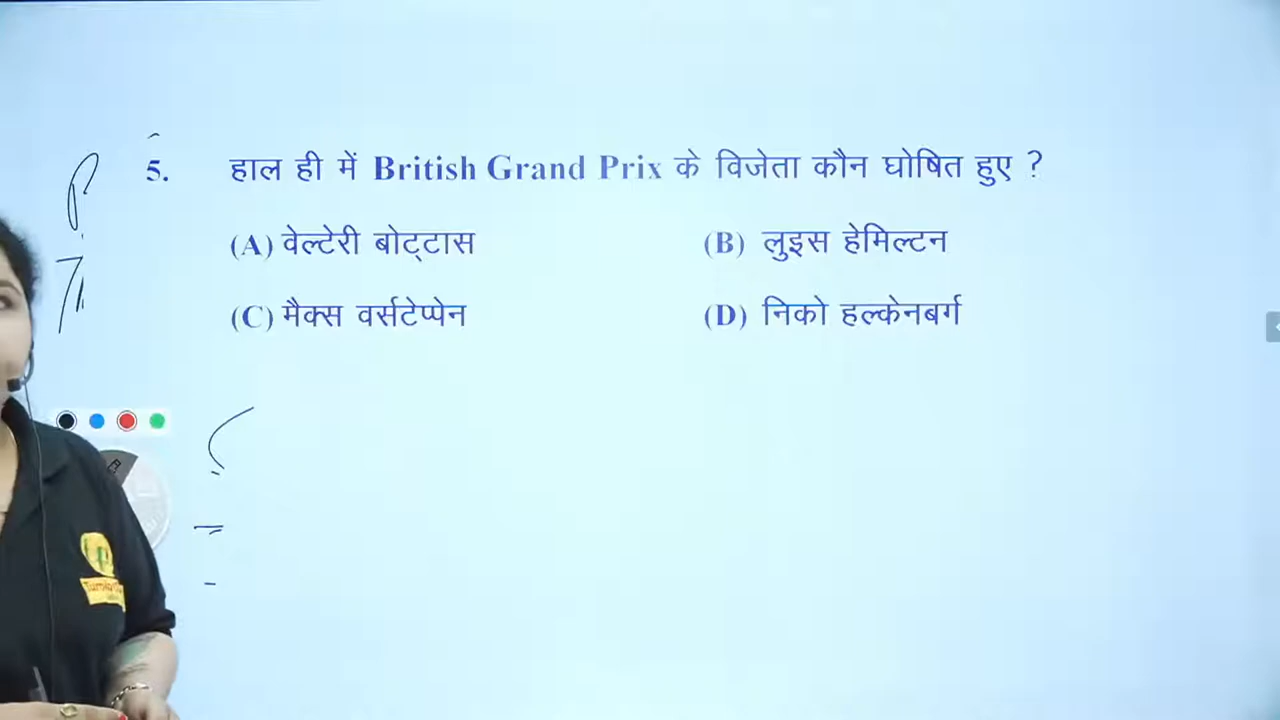 5. हाल ही में British Grand Prix के विजेता कौन घोषित हुए ?
(A) वेल्टेरी बोट्टास (B) लुइस हेमिल्टन
(C) मैक्स वर्सटेप्पेन (D) निको हल्केनबर्ग